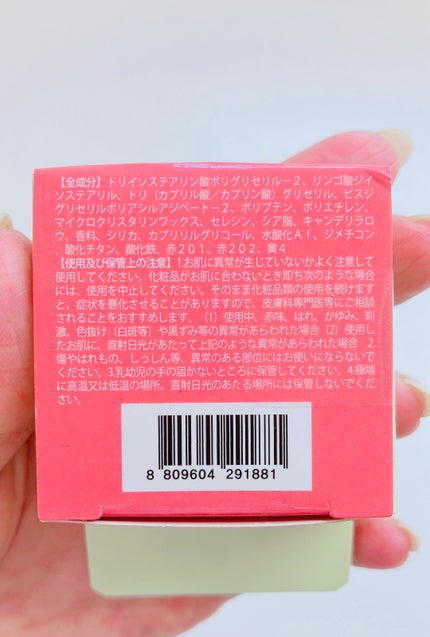 【全成分】トリイソステアリン酸ポリグリセリル－２、リンゴ酸ジイ
ソステアリル、トリ（カプリル酸／カプリン酸）グリセリル、ビスジ
グリセリルポリアシルアジペート－２、ポリブテン、ポリエチレン、
マイクロクリスタリンワックス、セレシン、シア脂、キャンデリラロ
ウ、香料、シリカ、カプリリルグリコール、水酸化Ａｌ、ジメチコン
、酸化チタン、酸化鉄、赤２０１、赤２０２、黄４
【使用及び保管上の注意】1.お肌に異常が生じていないかよく注意して
使用してください。化粧品がお肌に合わないとき即ち次のような場合
には、使用を中止してください。そのまま化粧品類の使用を続けます
と、症状を悪化させることがありますので、皮膚科専門医等にご相談
されることをおすすめします。（1）使用中、赤味、はれ、かゆみ、刺
激、色抜け（白斑等）や黒ずみ等の異常があらわれた場合（2）使用し
たお肌に、直射日光があたって上記のような異常があらわれた場合　2.
傷やはれもの、しっしん等、異常のある部位にはお使いにならないで
ください。3.乳幼児の手の届かないところに保管してください。4.極端
に高温又は低温の場所、直射日光のあたる場所には保管しないでくだ
さい。
8 809604 291881